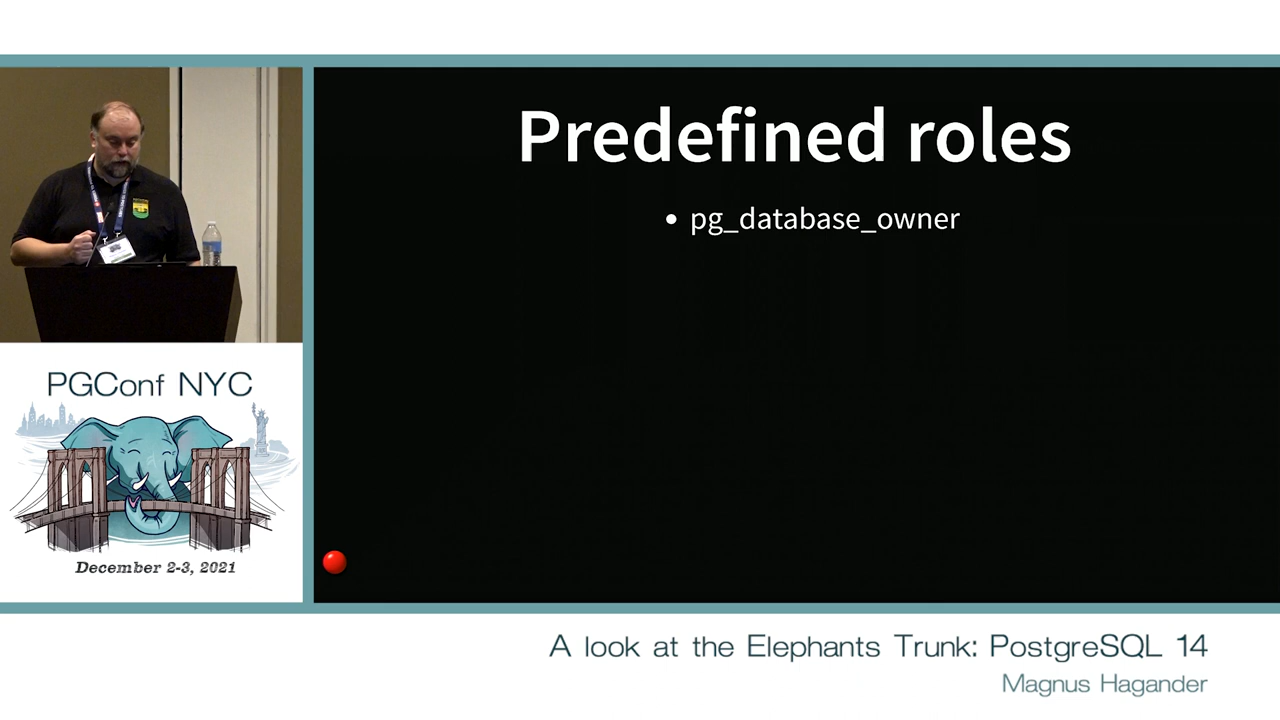 Predefined roles
• pg_database_owner
PGConf NYC
December 2-3, 2021
A look at the Elephants Trunk: PostgreSQL 14
Magnus Hagander